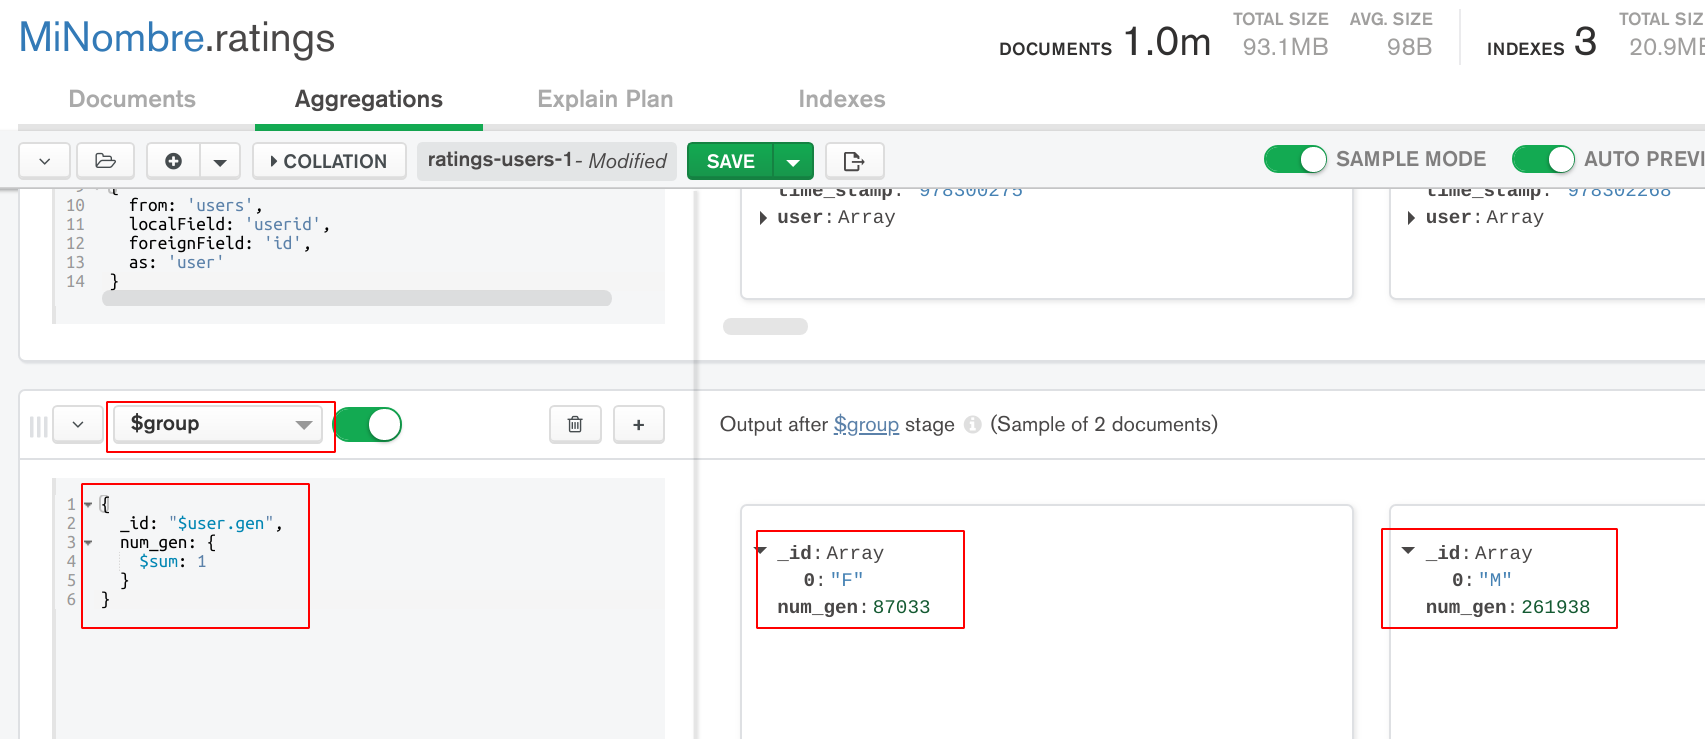 MiNombre.ratings
DOCUMENTS 1.0m
TOTAL SIZE
93.1MB
AVG. SIZE
98B
INDEXES 3
TOTAL SIZ
20.9MB
Documents
Aggregations
Explain Plan
Indexes
COLLATION
ratings-users-1 - Modified
SAVE
SAMPLE MODE
AUTO PREVI
9 {
10 from: 'users',
11 localField: 'userid',
12 foreignField: 'id',
13 as: 'user'
14 }
time_stamp: 978300275
user: Array
time_stamp: 978302268
user: Array
$group
+
Output after $group stage (Sample of 2 documents)
1 {
2 _id: "$user.gen",
3 num_gen: {
4 $sum: 1
5 }
6 }
_id: Array
0: "F"
num_gen: 87033
_id: Array
0: "M"
num_gen: 261938